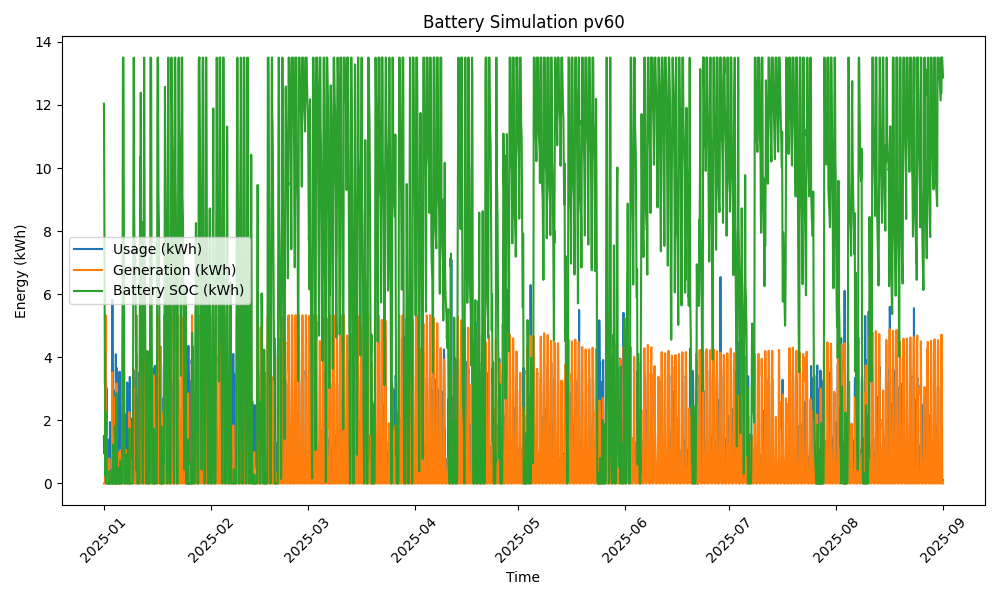 Battery Simulation pv60
14
12
10
8
6
4
2
0
Energy (kWh)
Usage (kWh)
Generation (kWh)
Battery SOC (kWh)
2025-01
2025-02
2025-03
2025-04
2025-05
2025-06
2025-07
2025-08
2025-09
Time